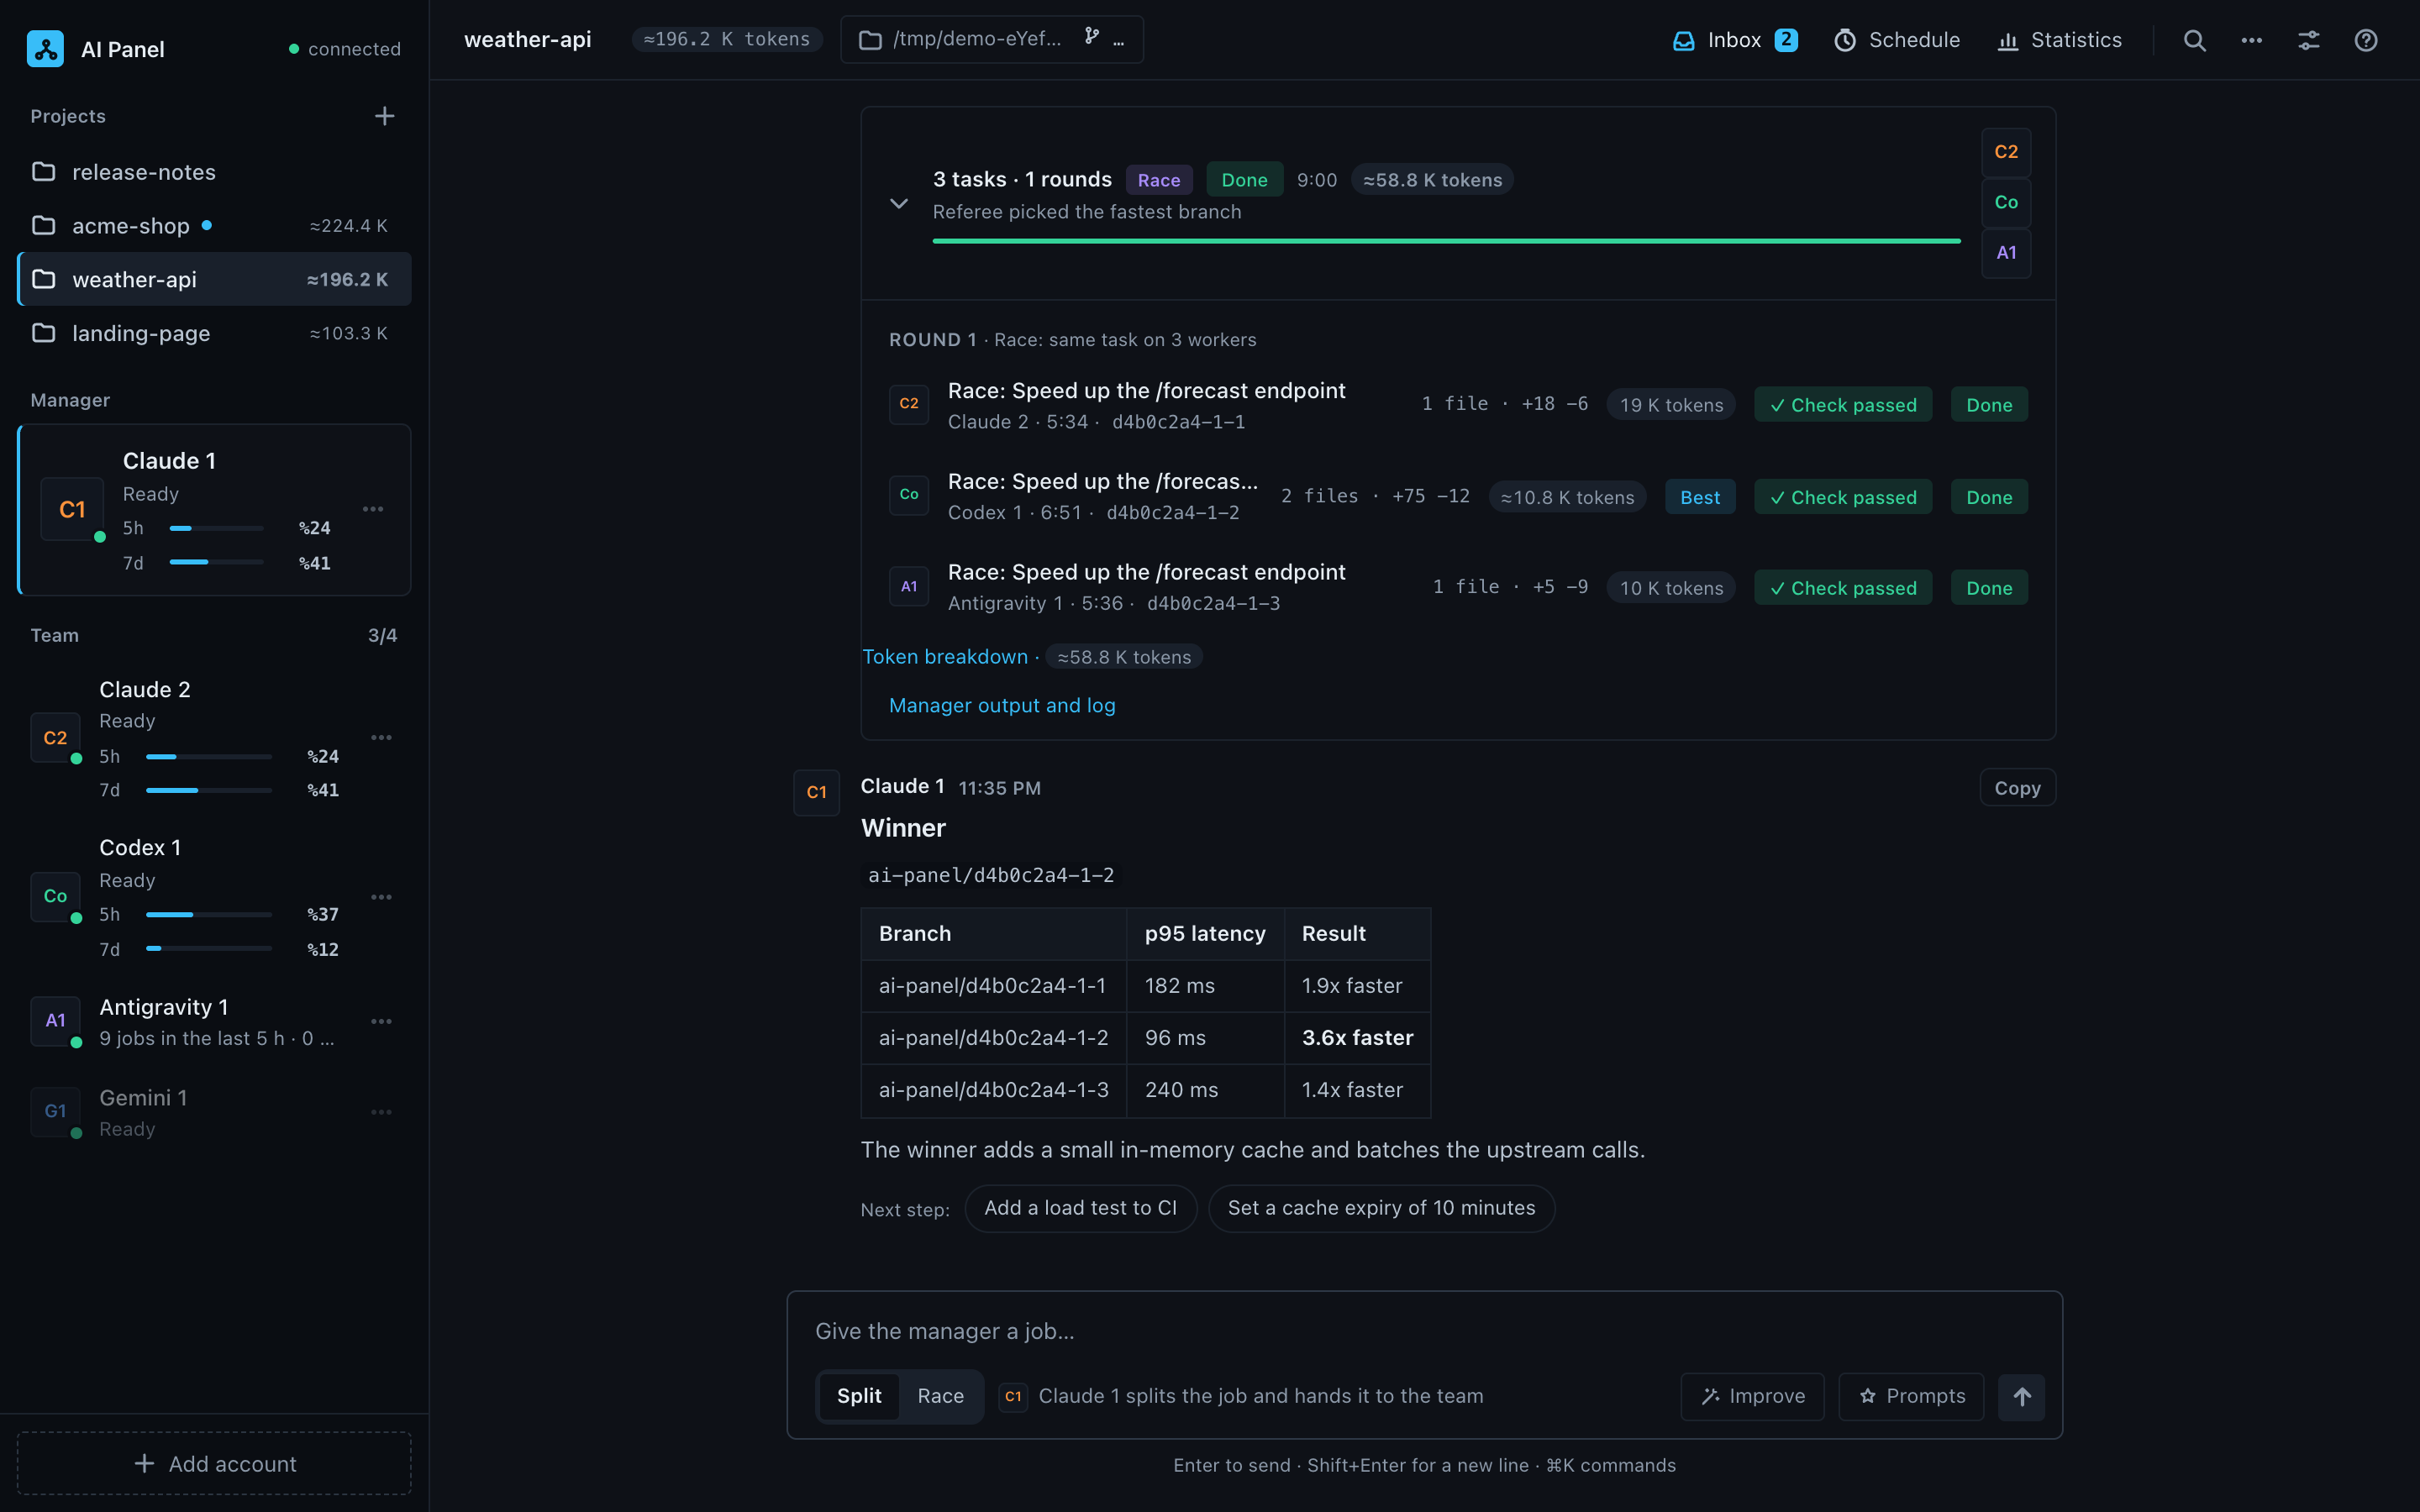 AI Panel
connected
Projects
release-notes
acme-shop ≈224.4 K
weather-api ≈196.2 K
landing-page ≈103.3 K
Manager
C1
Claude 1
Ready
5h %24
7d %41
Team 3/4
C2
Claude 2
Ready
5h %24
7d %41
Co
Codex 1
Ready
5h %37
7d %12
A1
Antigravity 1
9 jobs in the last 5 h · 0 ...
G1
Gemini 1
Ready
+ Add account
weather-api ≈196.2 K tokens /tmp/demo-eYef... ...
Inbox 2 Schedule Statistics
3 tasks · 1 rounds Race Done 9:00 ≈58.8 K tokens
Referee picked the fastest branch
C2
Co
A1
ROUND 1 · Race: same task on 3 workers
C2 Race: Speed up the /forecast endpoint 1 file · +18 −6 19 K tokens ✓ Check passed Done
Claude 2 · 5:34 · d4b0c2a4-1-1
Co Race: Speed up the /forecas... 2 files · +75 −12 ≈10.8 K tokens Best ✓ Check passed Done
Codex 1 · 6:51 · d4b0c2a4-1-2
A1 Race: Speed up the /forecast endpoint 1 file · +5 −9 10 K tokens ✓ Check passed Done
Antigravity 1 · 5:36 · d4b0c2a4-1-3
Token breakdown · ≈58.8 K tokens
Manager output and log
C1 Claude 1 11:35 PM Copy
Winner
ai-panel/d4b0c2a4-1-2
Branch p95 latency Result
ai-panel/d4b0c2a4-1-1 182 ms 1.9x faster
ai-panel/d4b0c2a4-1-2 96 ms 3.6x faster
ai-panel/d4b0c2a4-1-3 240 ms 1.4x faster
The winner adds a small in-memory cache and batches the upstream calls.
Next step: Add a load test to CI Set a cache expiry of 10 minutes
Give the manager a job...
Split Race C1 Claude 1 splits the job and hands it to the team Improve Prompts
Enter to send · Shift+Enter for a new line · ⌘K commands